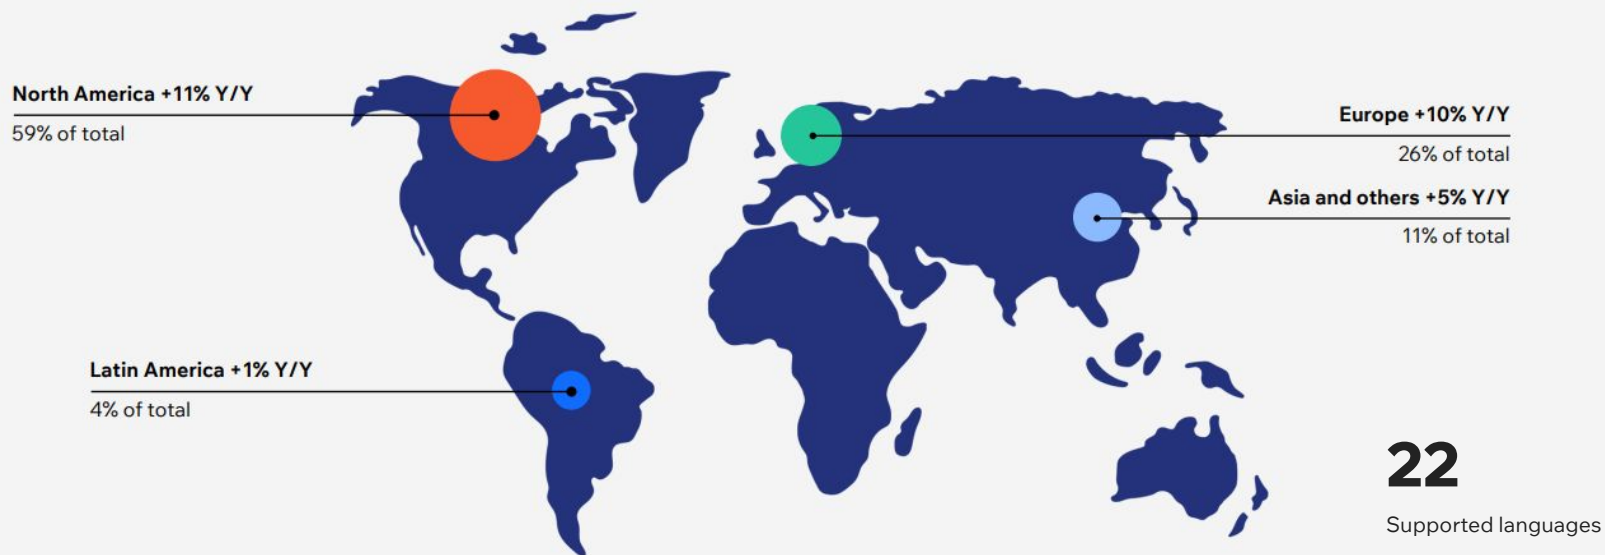 North America +11% Y/Y
59% of total
Europe +10% Y/Y
26% of total
Asia and others +5% Y/Y
11% of total
Latin America +1% Y/Y
4% of total
22
Supported languages